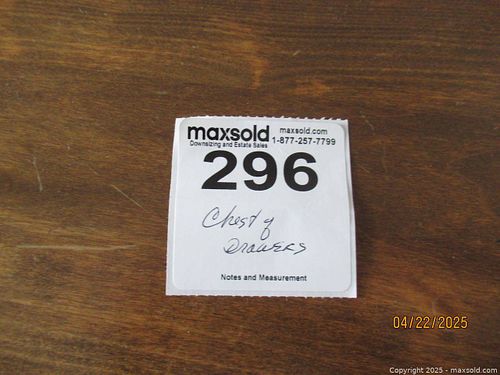 maxsold maxsold.com
Downsizing and Estate Sales 1-877-257-7799
296
Chest of
Drawers
Notes and Measurement
04/22/2025
Copyright 2025 - maxsold.com